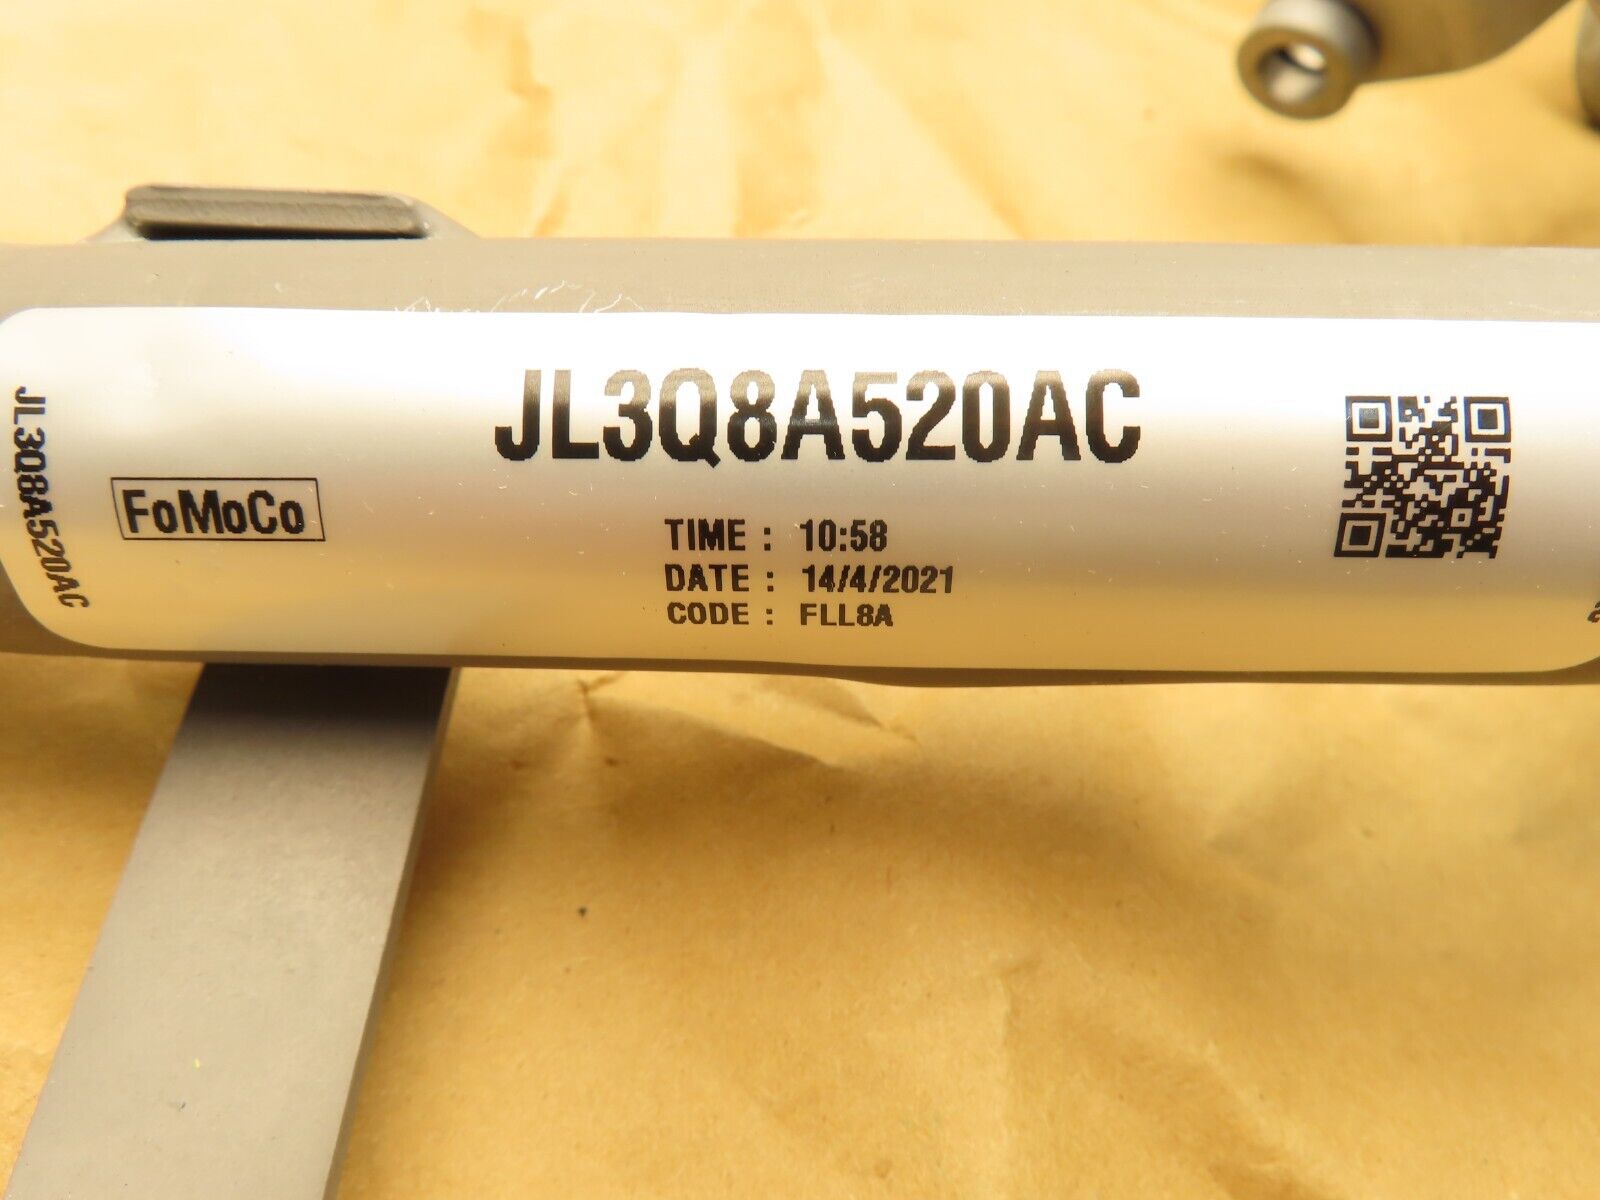 JL3Q8A520AC
JL3Q8A520AC
FoMoCo
TIME : 10:58
DATE : 14/4/2021
CODE : FLL8A